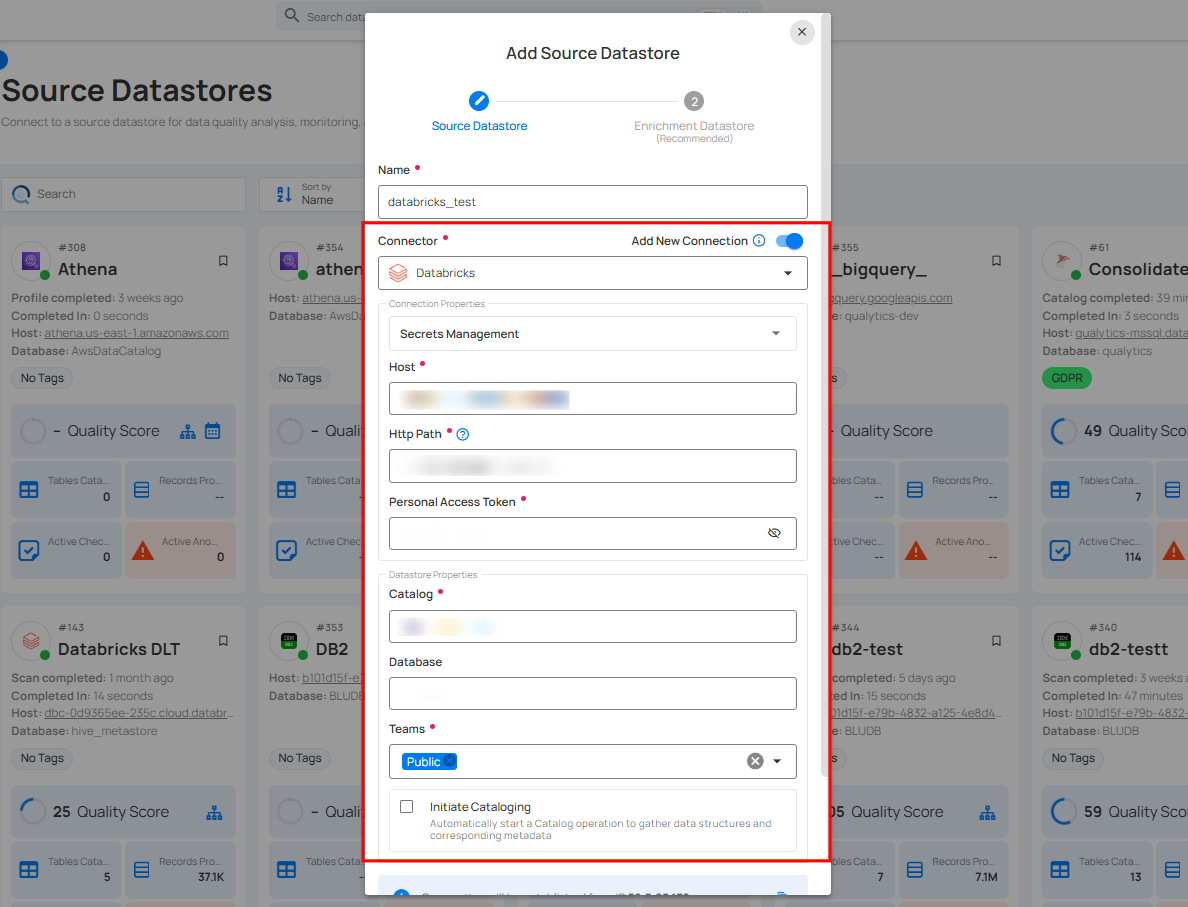 Search data
Source Datastores
Connect to a source datastore for data quality analysis, monitoring,
Search
Sort by
Name
#308
Athena
Profile completed: 3 weeks ago
Completed In: 0 seconds
Host: athena.us-east-1.amazonaws.com
Database: AwsDataCatalog
No Tags
– Quality Score
Tables Cata...
0
Records Pro...
--
Active Chec...
0
Active Ano...
0
#354
athen
Host: athena.us-
Database: AwsDa
No Tags
– Quali
Tables Cata
Active Chec
#143
Databricks DLT
Scan completed: 1 month ago
Completed In: 14 seconds
Host: dbc-0d9365ee-235c.cloud.databr...
Database: hive_metastore
No Tags
25 Quality Score
Tables Cata...
5
Records Pro...
37.1K
#353
DB2
Host: b101d15f-e
Database: BLUDB
No Tags
– Quali
Tables Cata
Add Source Datastore
Source Datastore
2
Enrichment Datastore
(Recommended)
Name
databricks_test
Connector
Add New Connection
Databricks
Connection Properties
Secrets Management
Host
Http Path
Personal Access Token
Datastore Properties
Catalog
Database
Teams
Public
Initiate Cataloging
Automatically start a Catalog operation to gather data structures and
corresponding metadata
#355
_bigquery_
gquery.googleapis.com
e: qualytics-dev
Quality Score
Cata...
--
Records Pro...
--
Chec...
--
Active Ano...
--
#344
db2-test
completed: 5 days ago
ed In: 15 seconds
01d15f-e79b-4832-a125-4e8d4...
e: BLUDB
05 Quality Score
Cata...
7
Records Pro...
7.1M
#61
Consolidate
Catalog completed: 39 min
Completed In: 3 seconds
Host: qualytics-mssql.data
Database: qualytics
GDPR
49 Quality Sco
Tables Cata...
7
Active Chec...
114
#340
db2-testt
Scan completed: 3 weeks a
Completed In: 47 minutes
Host: b101d15f-e79b-4832-
Database: BLUDB
No Tags
59 Quality Sco
Tables Cata...
13